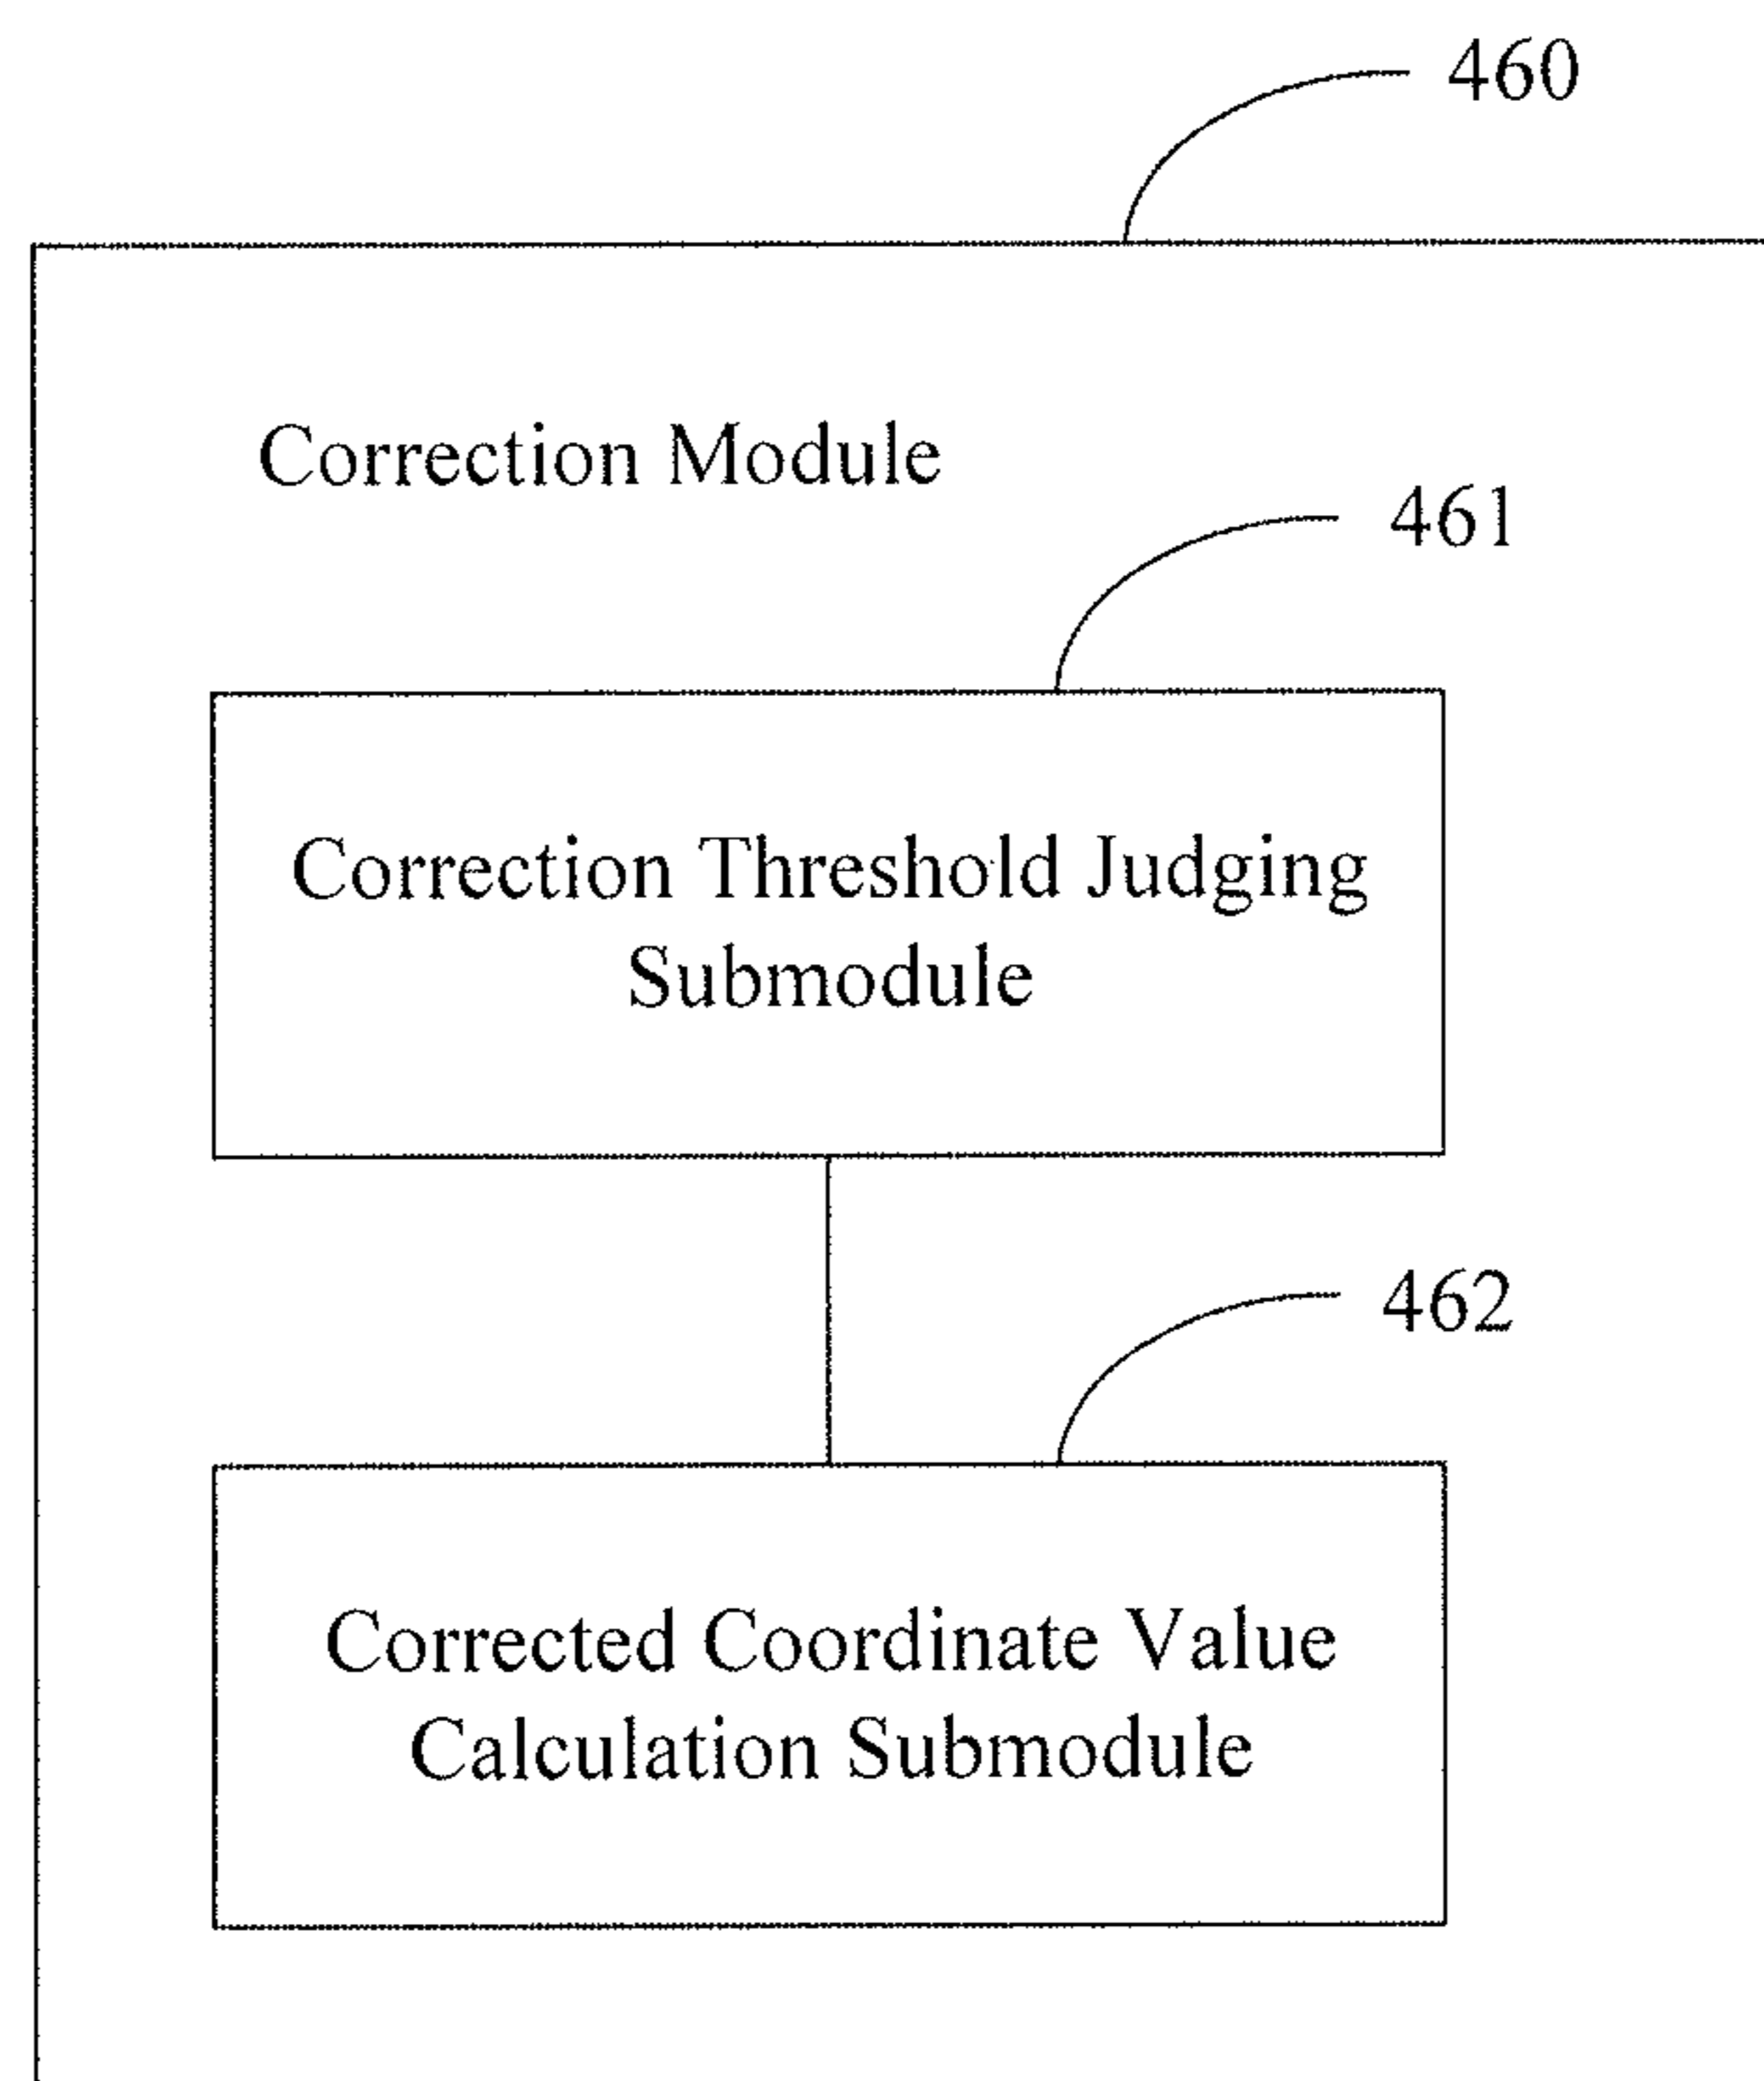 460
Correction Module
461
Correction Threshold Judging
Submodule
462
Corrected Coordinate Value
Calculation Submodule